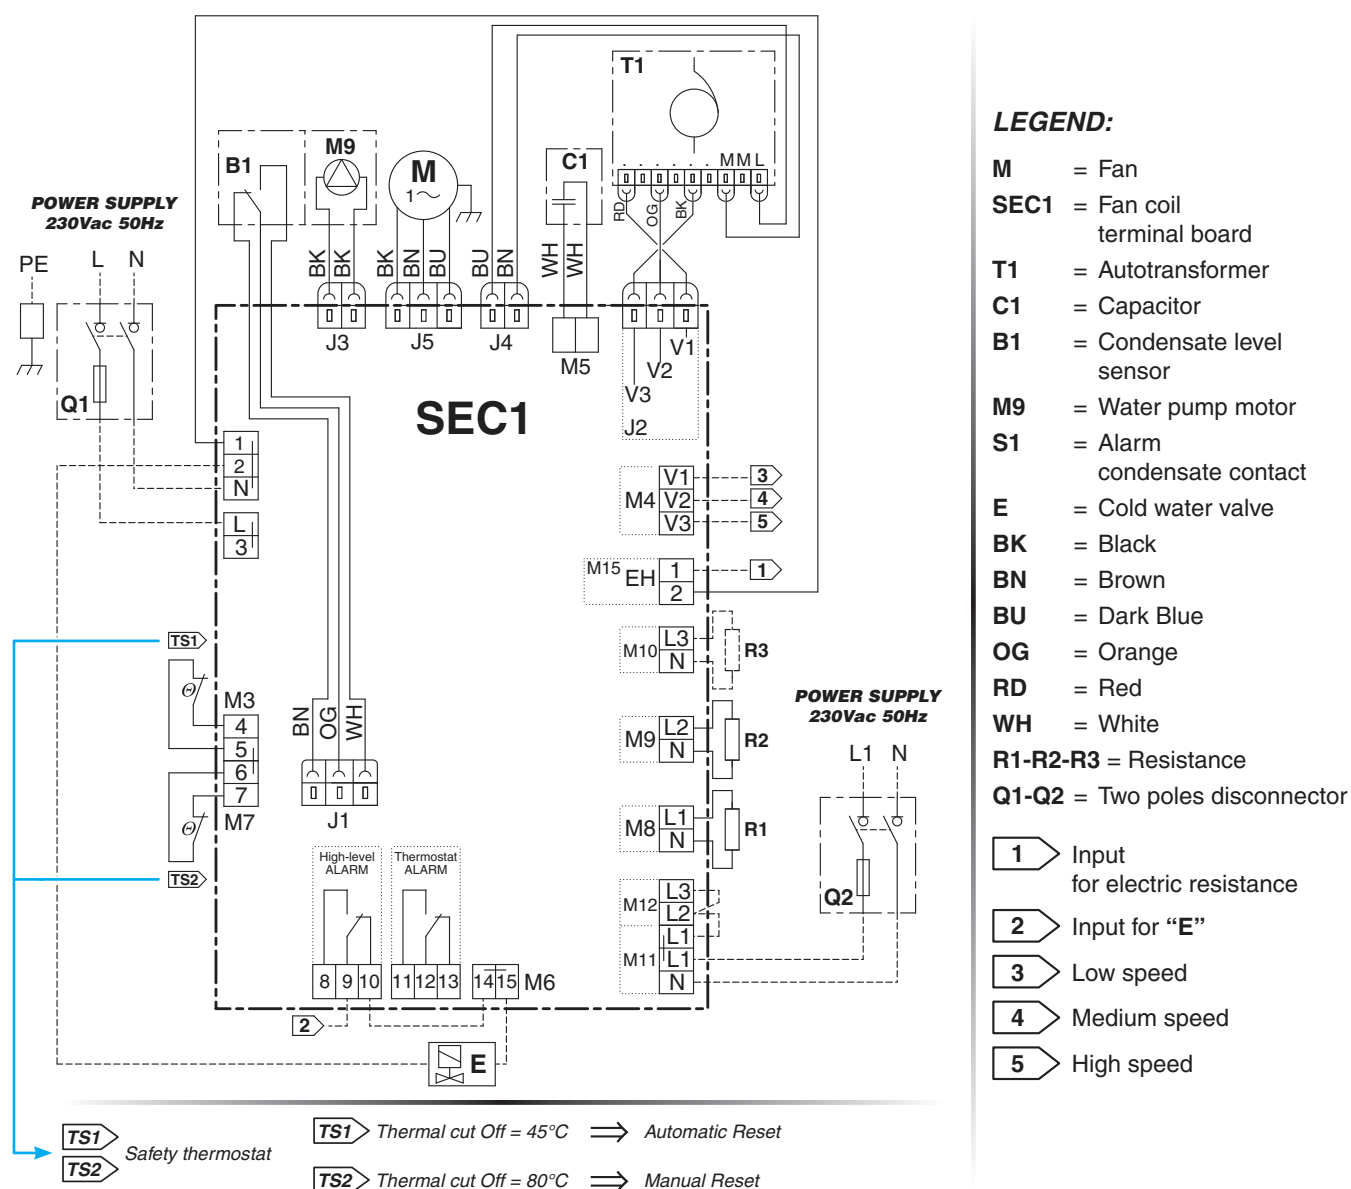 T1
M M L
B1
M9
M
1~
C1
POWER SUPPLY
230Vac 50Hz
PE L N
RD OG BK
BK BK BK BN BU BU BN WH WH
J3 J5 J4 M5
V1
V2
V3
J2
Q1
SEC1
1
2
N
L
3
M4
V1 3
V2 4
V3 5
M15 EH
1 1
2
M10
L3
N
R3
TS1
M3
4
5
6
7
M7
TS2
BN OG WH
J1
M9
L2
N
R2
M8
L1
N
R1
POWER SUPPLY
230Vac 50Hz
L1 N
Q2
High-level
ALARM
Thermostat
ALARM
M12
L3
L2
M11
L1
L1
N
8 9 10 11 12 13 14 15 M6
2
E
TS1
TS2
Safety thermostat
TS1 Thermal cut Off = 45°C ⇒ Automatic Reset
TS2 Thermal cut Off = 80°C ⇒ Manual Reset
LEGEND:
M = Fan
SEC1 = Fan coil
terminal board
T1 = Autotransformer
C1 = Capacitor
B1 = Condensate level
sensor
M9 = Water pump motor
S1 = Alarm
condensate contact
E = Cold water valve
BK = Black
BN = Brown
BU = Dark Blue
OG = Orange
RD = Red
WH = White
R1-R2-R3 = Resistance
Q1-Q2 = Two poles disconnector
1 Input
for electric resistance
2 Input for “E”
3 Low speed
4 Medium speed
5 High speed